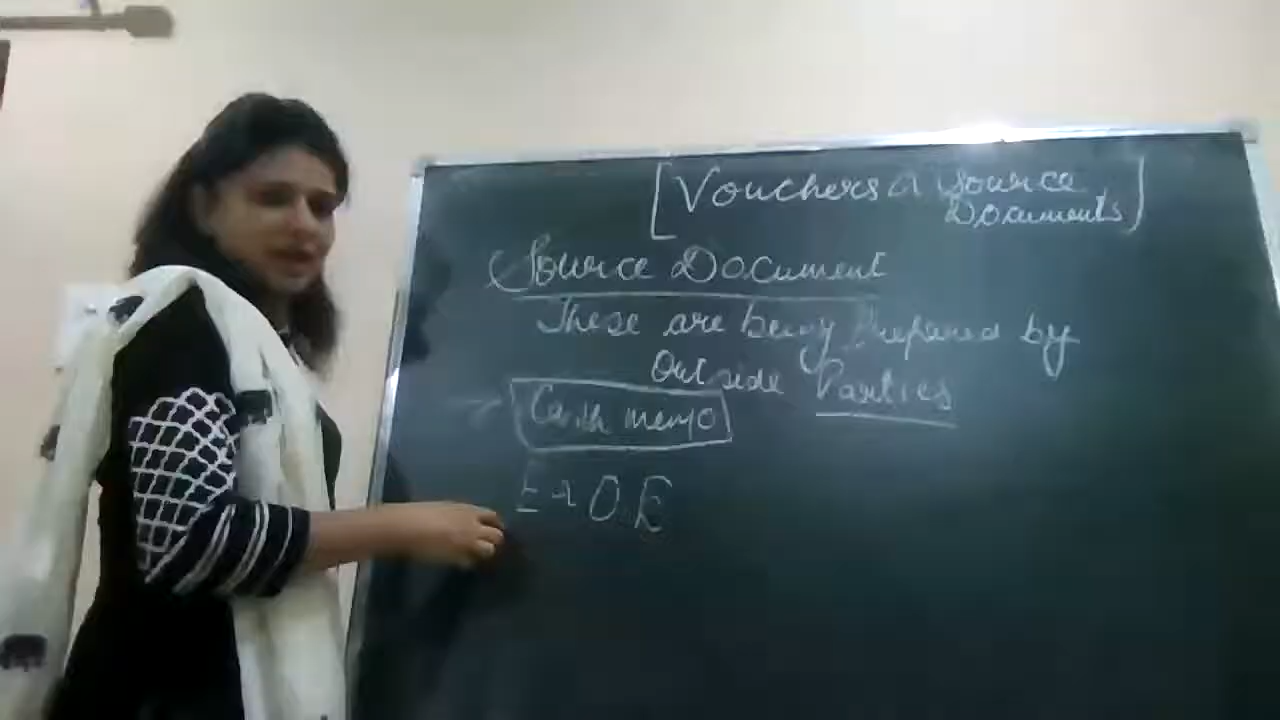 [Vouchers & Source
Documents]
Source Document
These are being Prepared by
Outside Parties
Cash memo
E & O.E